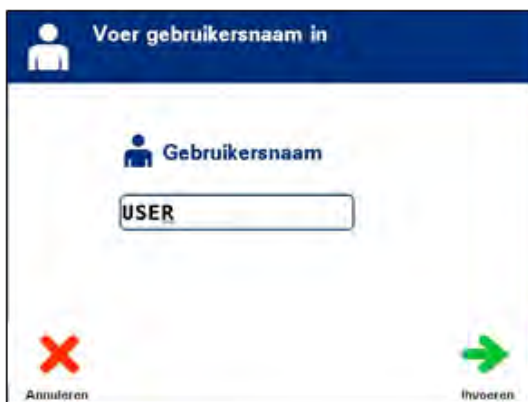 Voer gebruikersnaam in
Gebruikersnaam
USER
Annuleren
Invoeren